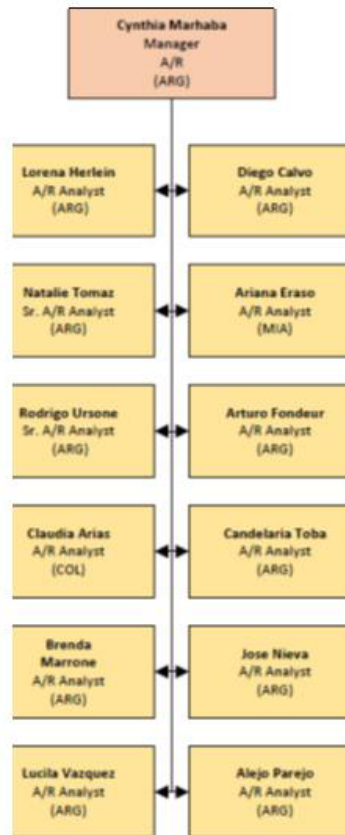 Cynthia Marhaba
Manager
A/R
(ARG)
Lorena Herlein
A/R Analyst
(ARG)
Diego Calvo
A/R Analyst
(ARG)
Natalie Tomaz
Sr. A/R Analyst
(ARG)
Ariana Eraso
A/R Analyst
(MIA)
Rodrigo Ursone
Sr. A/R Analyst
(ARG)
Arturo Fondeur
A/R Analyst
(ARG)
Claudia Arias
A/R Analyst
(COL)
Candelaria Toba
A/R Analyst
(ARG)
Brenda
Marrone
A/R Analyst
(ARG)
Jose Nieva
A/R Analyst
(ARG)
Lucila Vazquez
A/R Analyst
(ARG)
Alejo Parejo
A/R Analyst
(ARG)